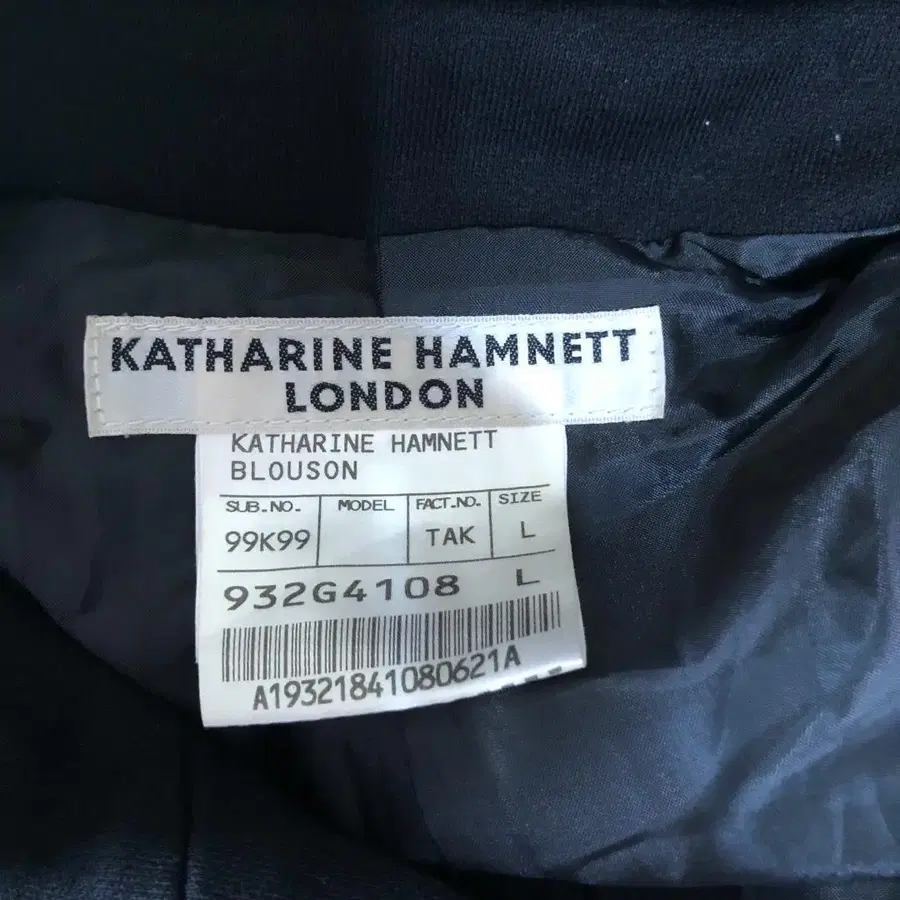 KATHARINE HAMNETT
LONDON
KATHARINE HAMNETT
BLOUSON
SUB.NO. MODEL FACT.NO. SIZE
99K99 TAK L
932G4108 L
A19321841080621A